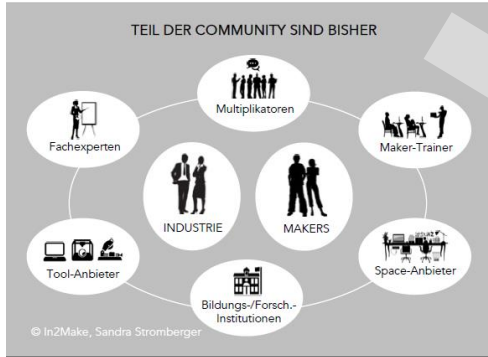 TEIL DER COMMUNITY SIND BISHER
Multiplikatoren
Fachexperten
Maker-Trainer
INDUSTRIE
MAKERS
Tool-Anbieter
Space-Anbieter
Bildungs-/Forsch.-
Institutionen
© In2Make, Sandra Stromberger